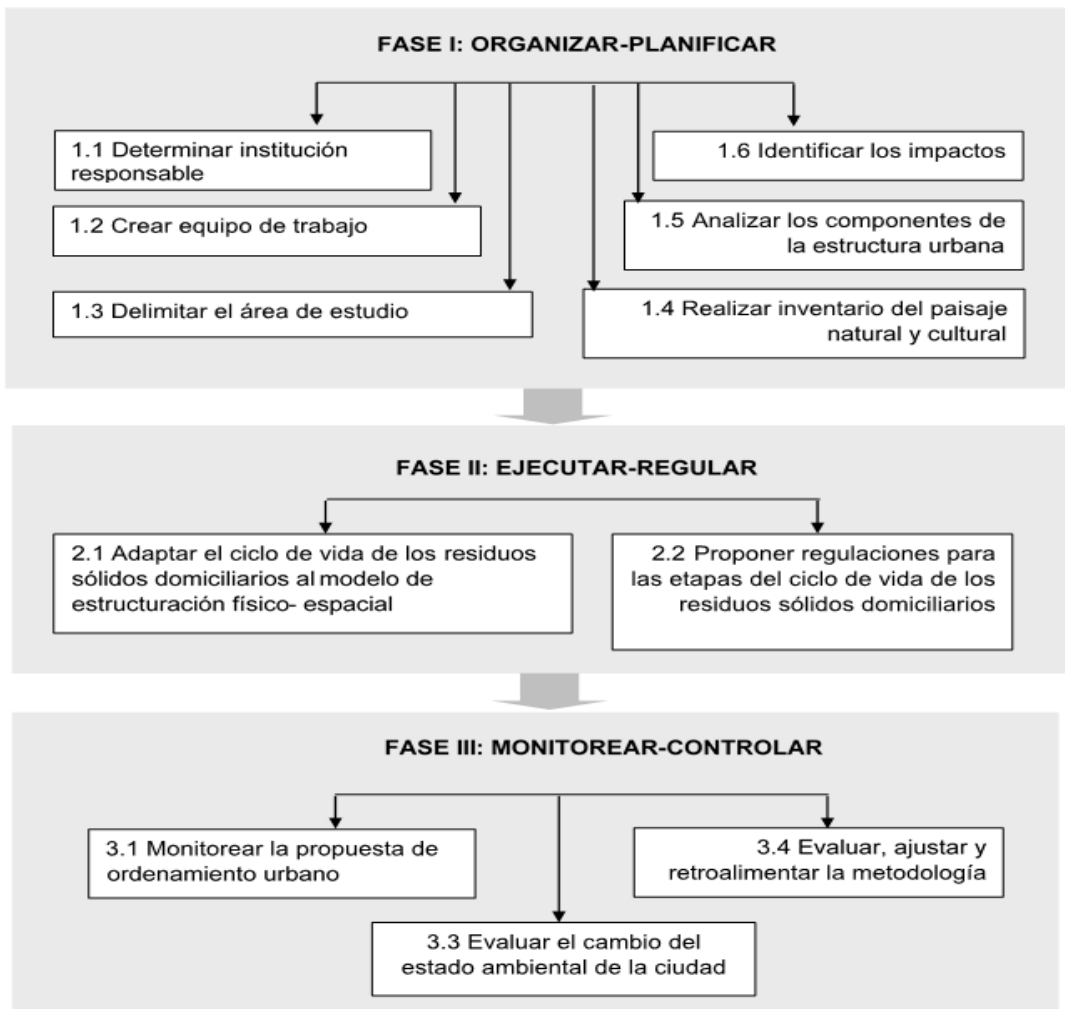 FASE I: ORGANIZAR-PLANIFICAR
1.1 Determinar institución
responsable
1.2 Crear equipo de trabajo
1.3 Delimitar el área de estudio
1.6 Identificar los impactos
1.5 Analizar los componentes de
la estructura urbana
1.4 Realizar inventario del paisaje
natural y cultural
FASE II: EJECUTAR-REGULAR
2.1 Adaptar el ciclo de vida de los residuos
sólidos domiciliarios al modelo de
estructuración físico- espacial
2.2 Proponer regulaciones para
las etapas del ciclo de vida de los
residuos sólidos domiciliarios
FASE III: MONITOREAR-CONTROLAR
3.1 Monitorear la propuesta de
ordenamiento urbano
3.4 Evaluar, ajustar y
retroalimentar la metodología
3.3 Evaluar el cambio del
estado ambiental de la ciudad